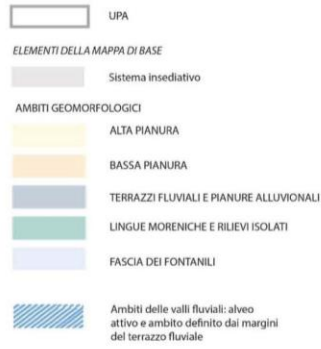 UPA
ELEMENTI DELLA MAPPA DI BASE
Sistema insediativo
AMBITI GEOMORFOLOGICI
ALTA PIANURA
BASSA PIANURA
TERRAZZI FLUVIALI E PIANURE ALLUVIONALI
LINGUE MORENICHE E RILIEVI ISOLATI
FASCIA DEI FONTANILI
Ambiti delle valli fluviali: alveo
attivo e ambito definito dai margini
del terrazzo fluviale